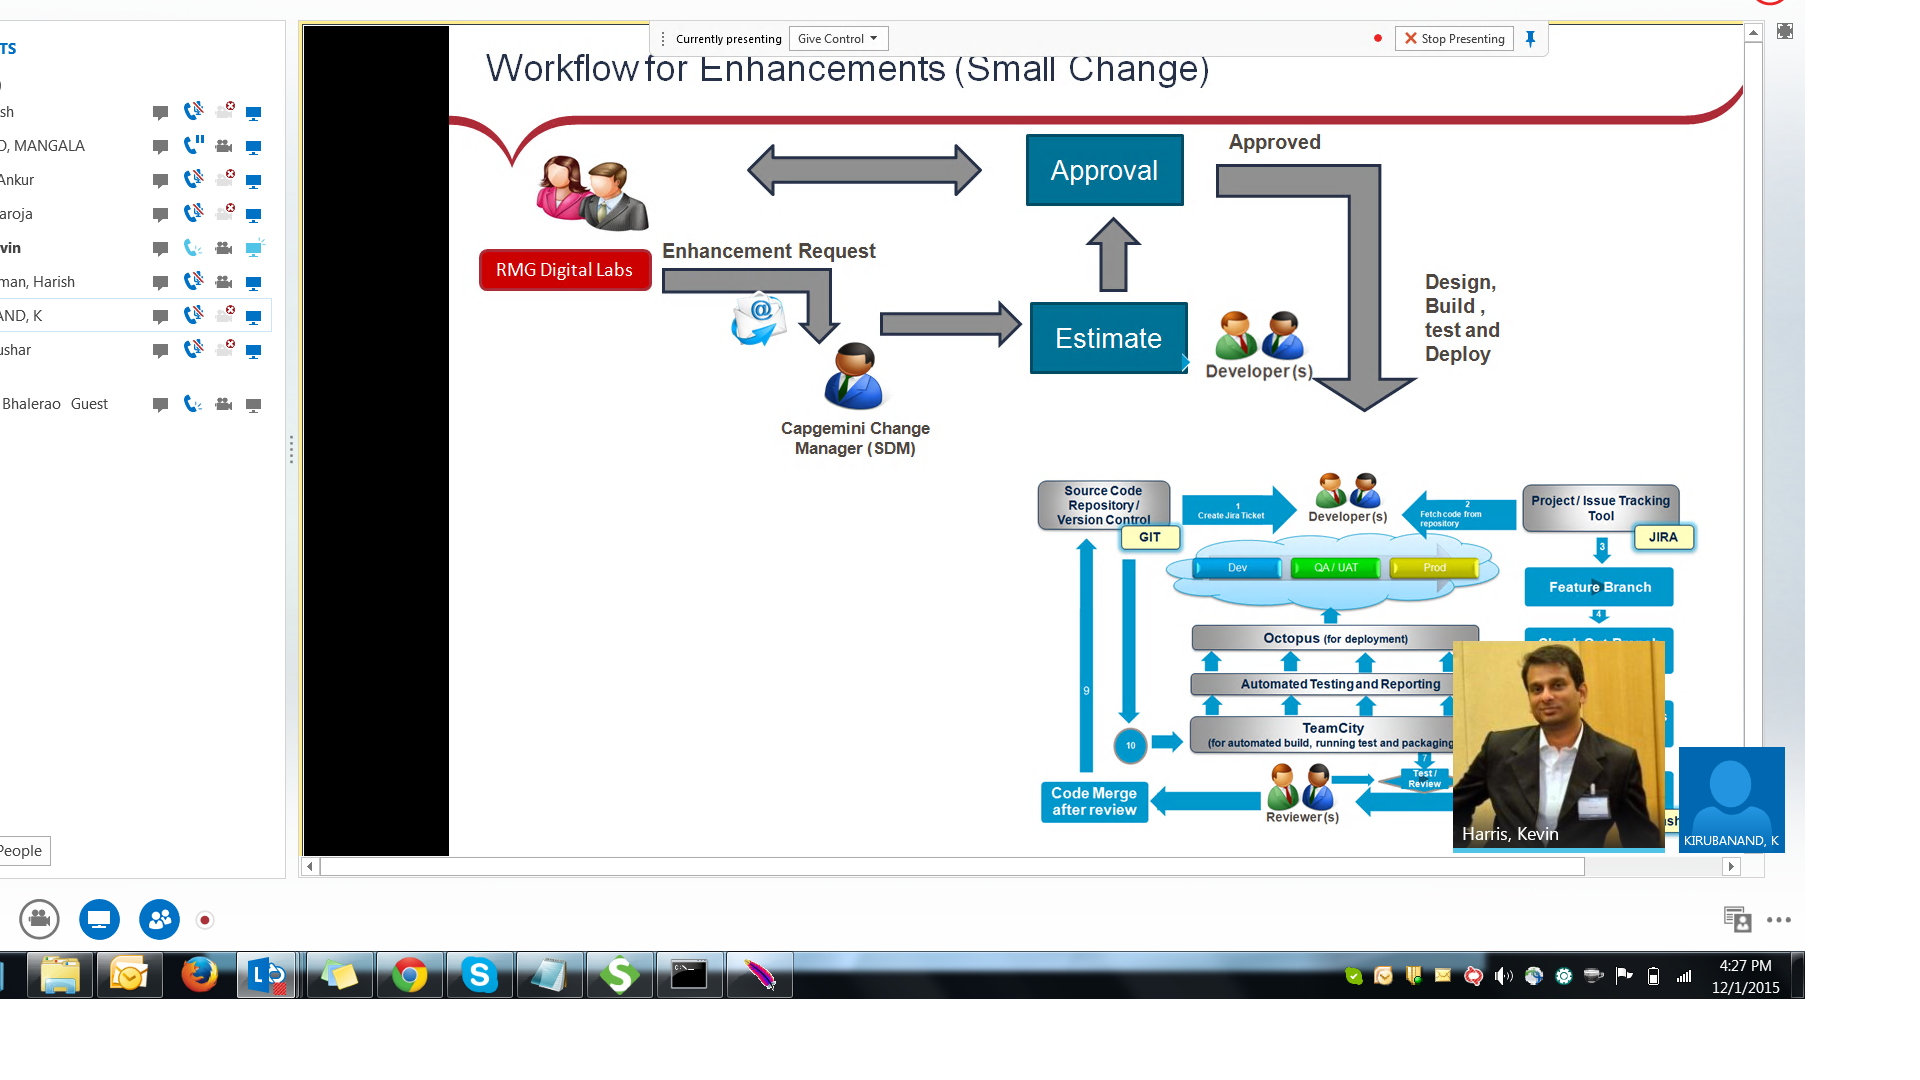 TS
sh
O, MANGALA
Ankur
aroja
vin
man, Harish
AND, K
ushar
Bhalerao Guest
People
Currently presenting
Give Control
Stop Presenting
Workflow for Enhancements (Small Change)
Approval
Approved
RMG Digital Labs
Enhancement Request
@
Estimate
Developer(s)
Design,
Build ,
test and
Deploy
Capgemini Change
Manager (SDM)
Source Code
Repository /
Version Control
GIT
1
Create Jira Ticket
Developer(s)
2
Fetch code from
repository
Project / Issue Tracking
Tool
JIRA
3
Dev
QA / UAT
Prod
Feature Branch
4
Octopus (for deployment)
Automated Testing and Reporting
9
TeamCity
(for automated build, running test and packaging
10
7
Test /
Review
Code Merge
after review
Reviewer(s)
Harris, Kevin
KIRUBANAND, K
4:27 PM
12/1/2015